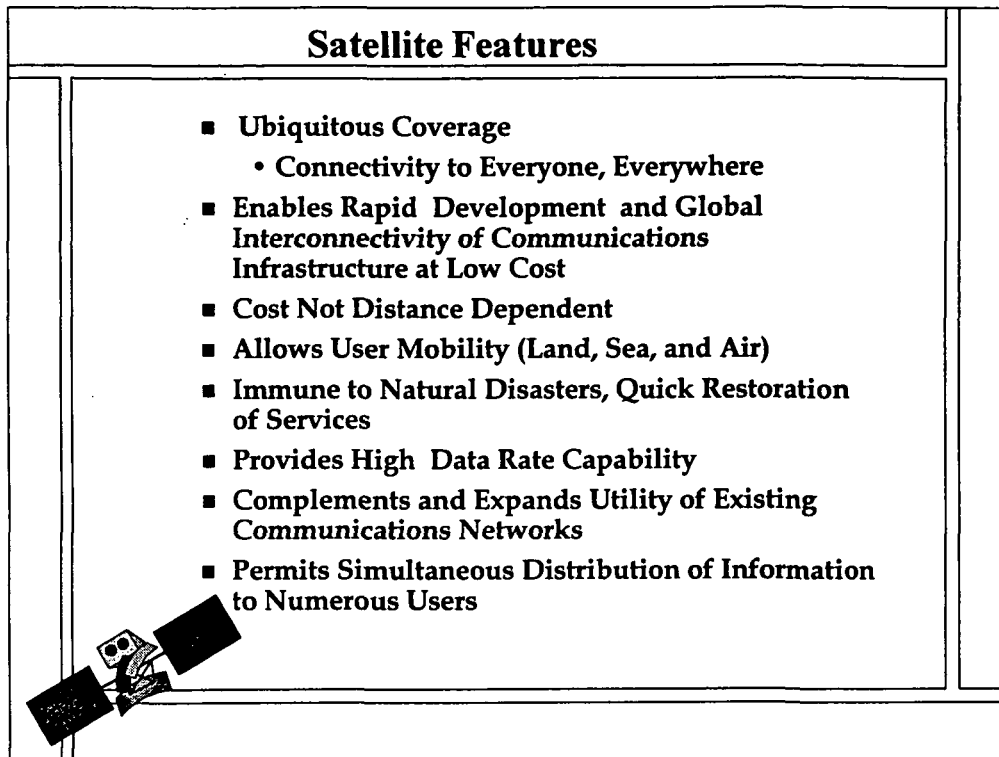 Satellite Features
■ Ubiquitous Coverage
• Connectivity to Everyone, Everywhere
■ Enables Rapid Development and Global
Interconnectivity of Communications
Infrastructure at Low Cost
■ Cost Not Distance Dependent
■ Allows User Mobility (Land, Sea, and Air)
■ Immune to Natural Disasters, Quick Restoration
of Services
■ Provides High Data Rate Capability
■ Complements and Expands Utility of Existing
Communications Networks
■ Permits Simultaneous Distribution of Information
to Numerous Users